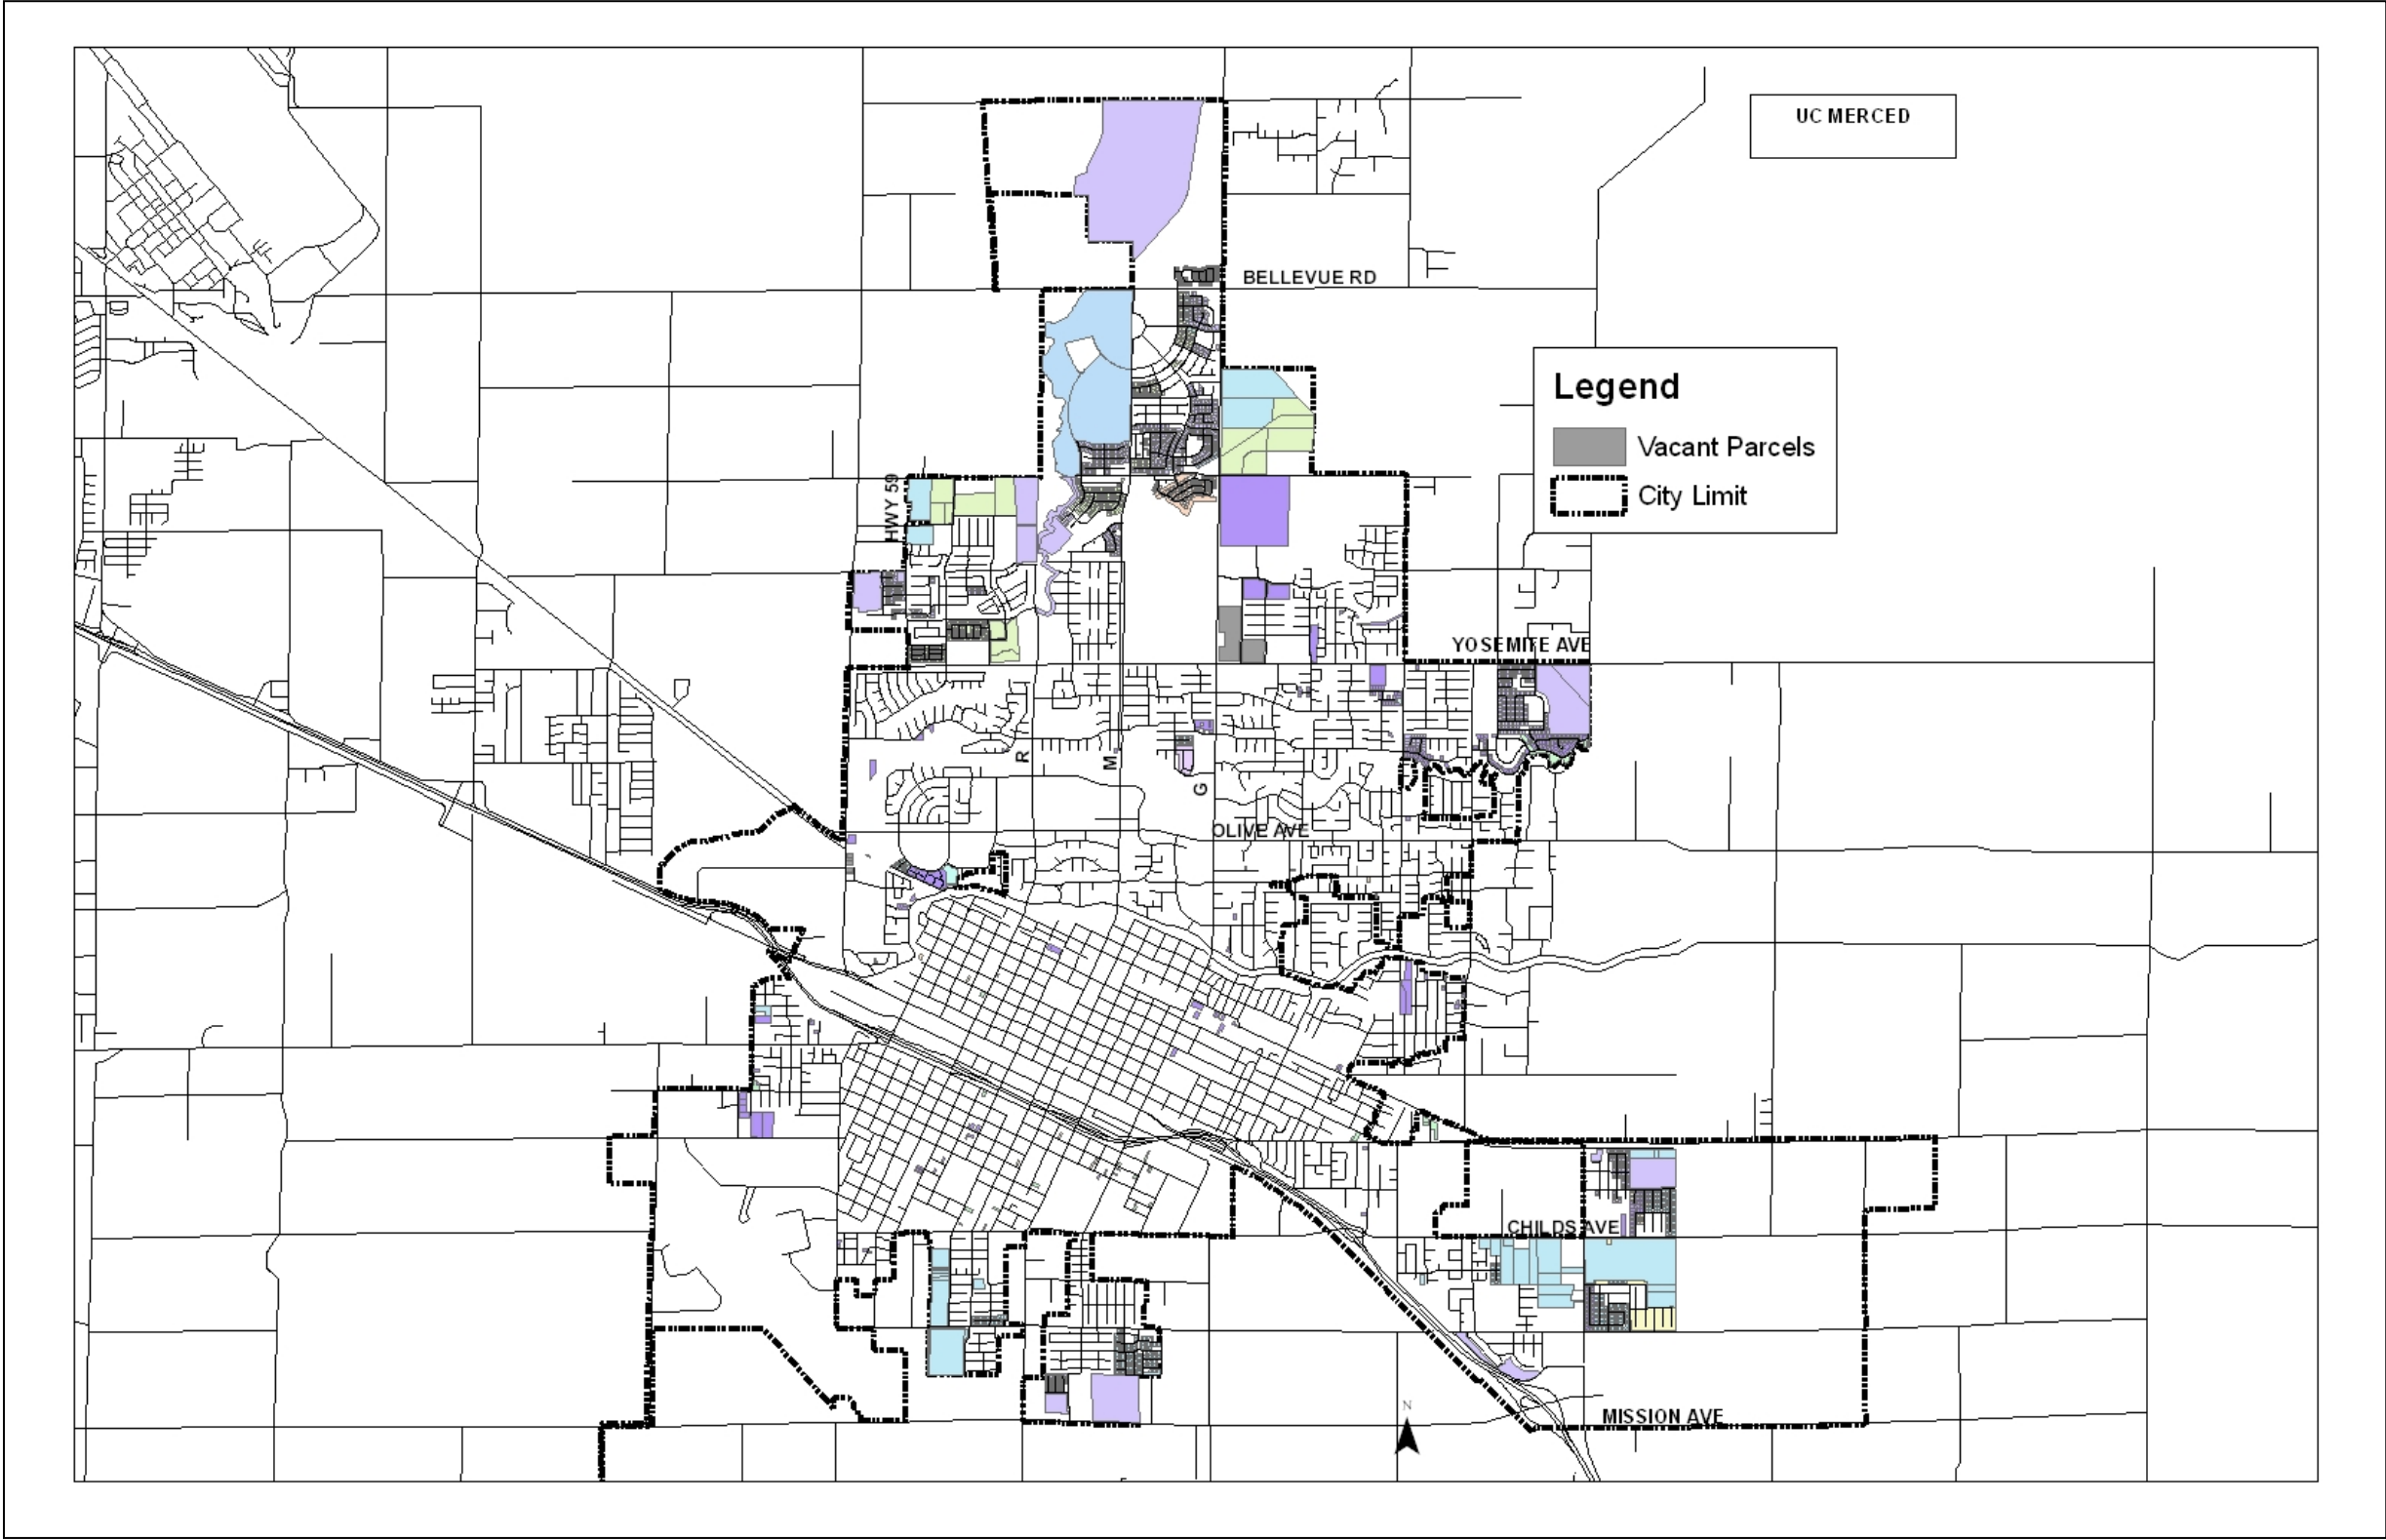 UC MERCED
BELLEVUE RD
Legend
Vacant Parcels
City Limit
HWY 59
YOSEMITE AVE
R
M
G
OLIVE AVE
CHILDS AVE
N
MISSION AVE